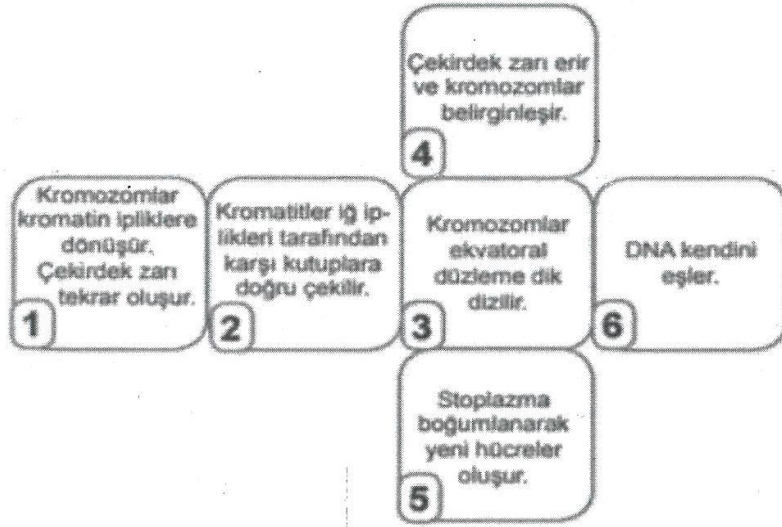 Çekirdek zarı erir
ve kromozomlar
belirginleşir.
4
Kromozomlar
kromatin ipliklere
dönüşür.
Çekirdek zarı
tekrar oluşur.
1
Kromatitler iğ ip-
likleri tarafından
karşı kutuplara
doğru çekilir.
2
Kromozomlar
ekvatoral
düzleme dik
dizilir.
3
DNA kendini
eşler.
6
Stoplazma
boğumlanarak
yeni hücreler
oluşur.
5